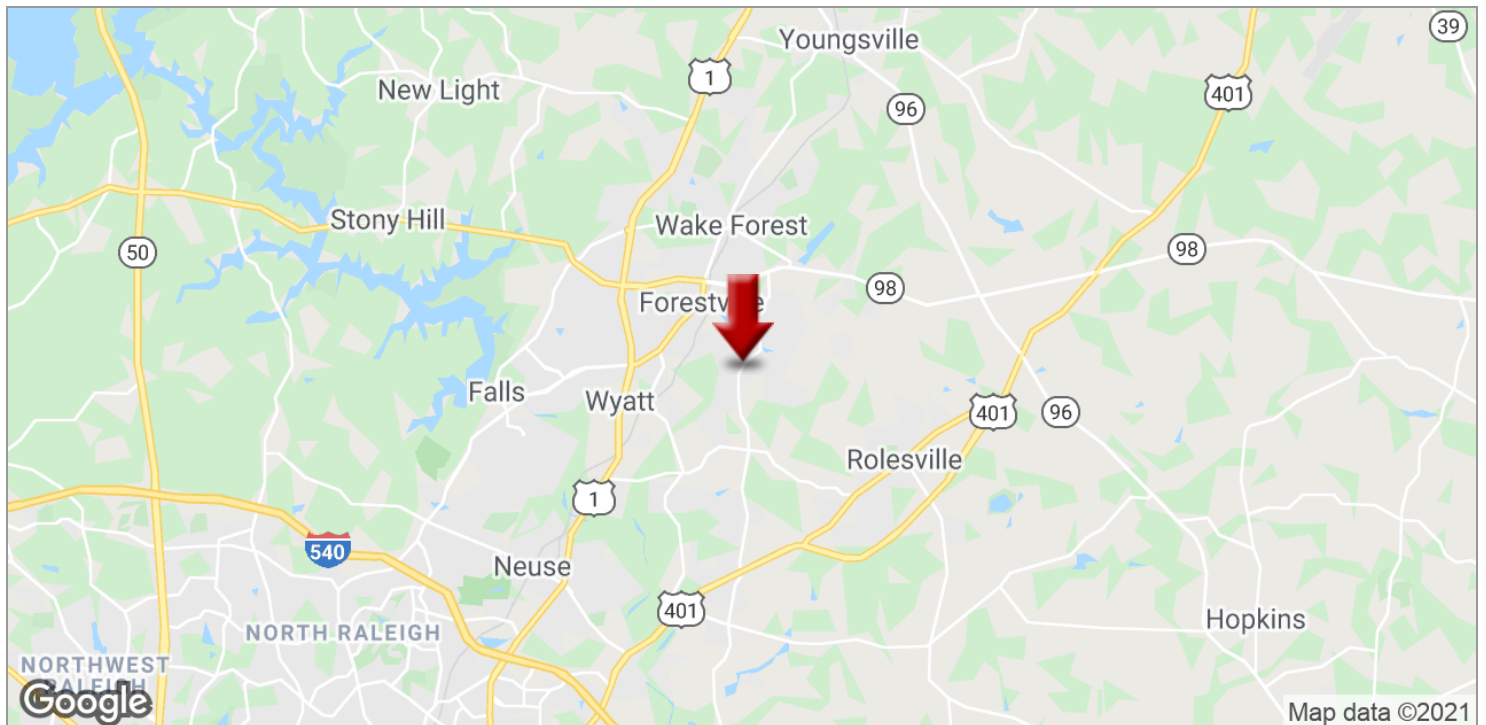 Youngsville
39
1
New Light
401
96
Stony Hill
Wake Forest
50
98
98
Forestv e
Falls
Wyatt
401
96
Rolesville
1
540
Neuse
401
Hopkins
NORTH RALEIGH
NORTHWEST
RALEIGH
Google
Map data ©2021